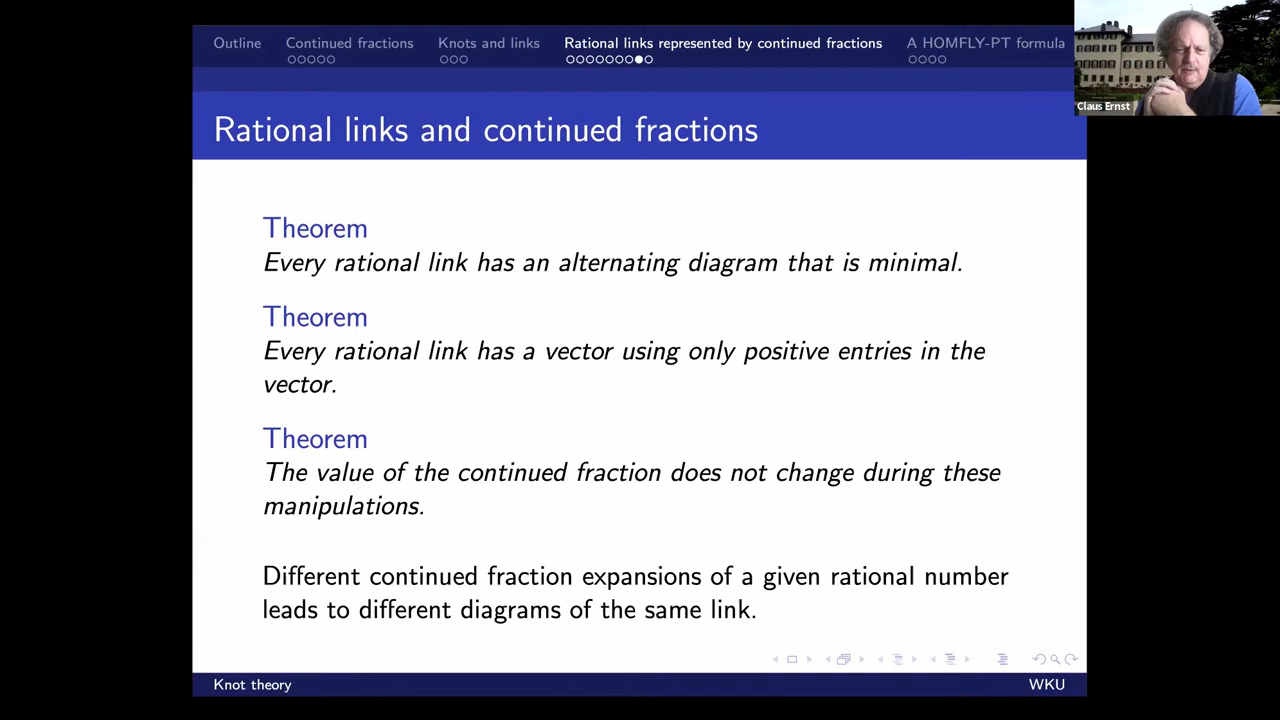 Outline
Continued fractions
Knots and links
Rational links represented by continued fractions
A HOMFLY-PT formula
Claus Ernst
Rational links and continued fractions
Theorem
Every rational link has an alternating diagram that is minimal.
Theorem
Every rational link has a vector using only positive entries in the
vector.
Theorem
The value of the continued fraction does not change during these
manipulations.
Different continued fraction expansions of a given rational number
leads to different diagrams of the same link.
Knot theory
WKU